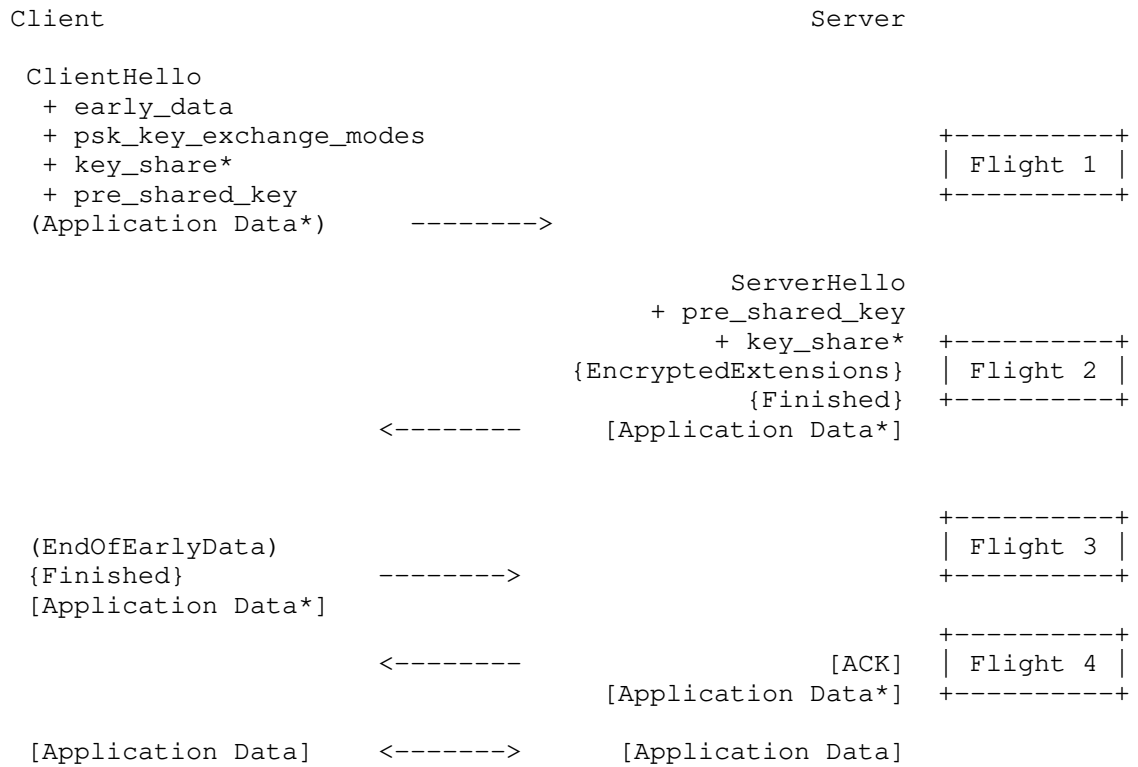 Client                                             Server

 ClientHello
  + early_data
  + psk_key_exchange_modes                                +----------+
  + key_share*                                            | Flight 1 |
  + pre_shared_key                                        +----------+
 (Application Data*)     -------->

                                             ServerHello
                                        + pre_shared_key
                                            + key_share*  +----------+
                                   {EncryptedExtensions}  | Flight 2 |
                                              {Finished}  +----------+
                       <--------     [Application Data*]

                                                          +----------+
 (EndOfEarlyData)                                         | Flight 3 |
 {Finished}            -------->                          +----------+
 [Application Data*]
                                                          +----------+
                       <--------                   [ACK]  | Flight 4 |
                                     [Application Data*]  +----------+

 [Application Data]    <------->      [Application Data]